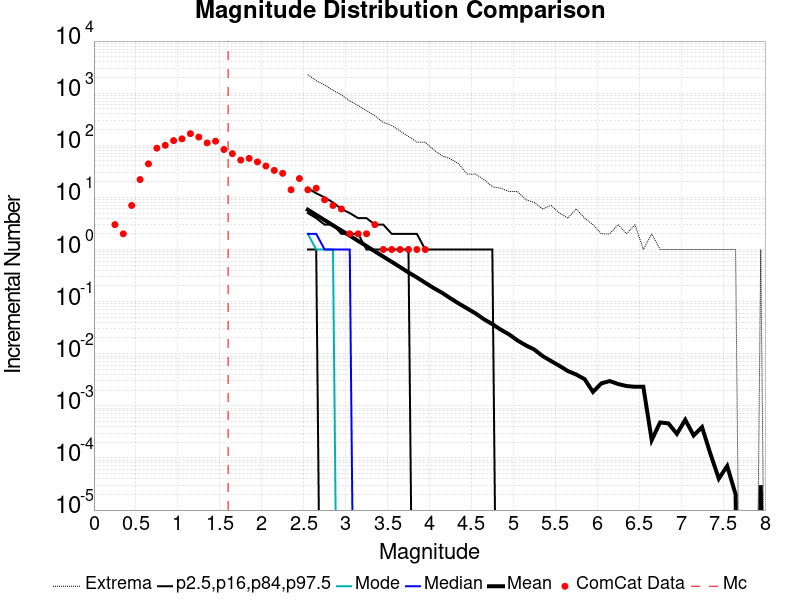 Magnitude Distribution Comparison
10^4
10^3
10^2
10^1
10^0
10^-1
10^-2
10^-3
10^-4
10^-5
Incremental Number
0 0.5 1 1.5 2 2.5 3 3.5 4 4.5 5 5.5 6 6.5 7 7.5 8
Magnitude
Extrema p2.5,p16,p84,p97.5 Mode Median Mean ComCat Data Mc